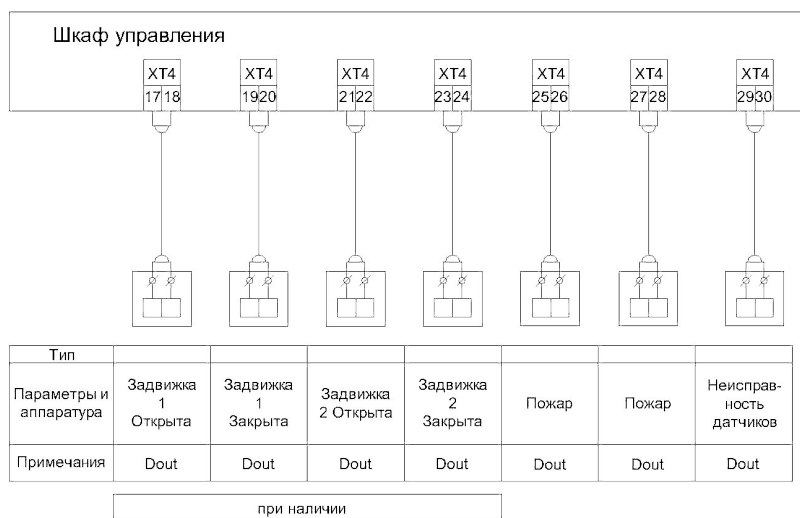 Шкаф управления
XT4 XT4 XT4 XT4 XT4 XT4 XT4
17 18 19 20 21 22 23 24 25 26 27 28 29 30
Тип
Параметры и аппаратура
Задвижка 1 Открыта
Задвижка 1 Закрыта
Задвижка 2 Открыта
Задвижка 2 Закрыта
Пожар
Пожар
Неисправ-
ность
датчиков
Примечания Dout Dout Dout Dout Dout Dout Dout
при наличии